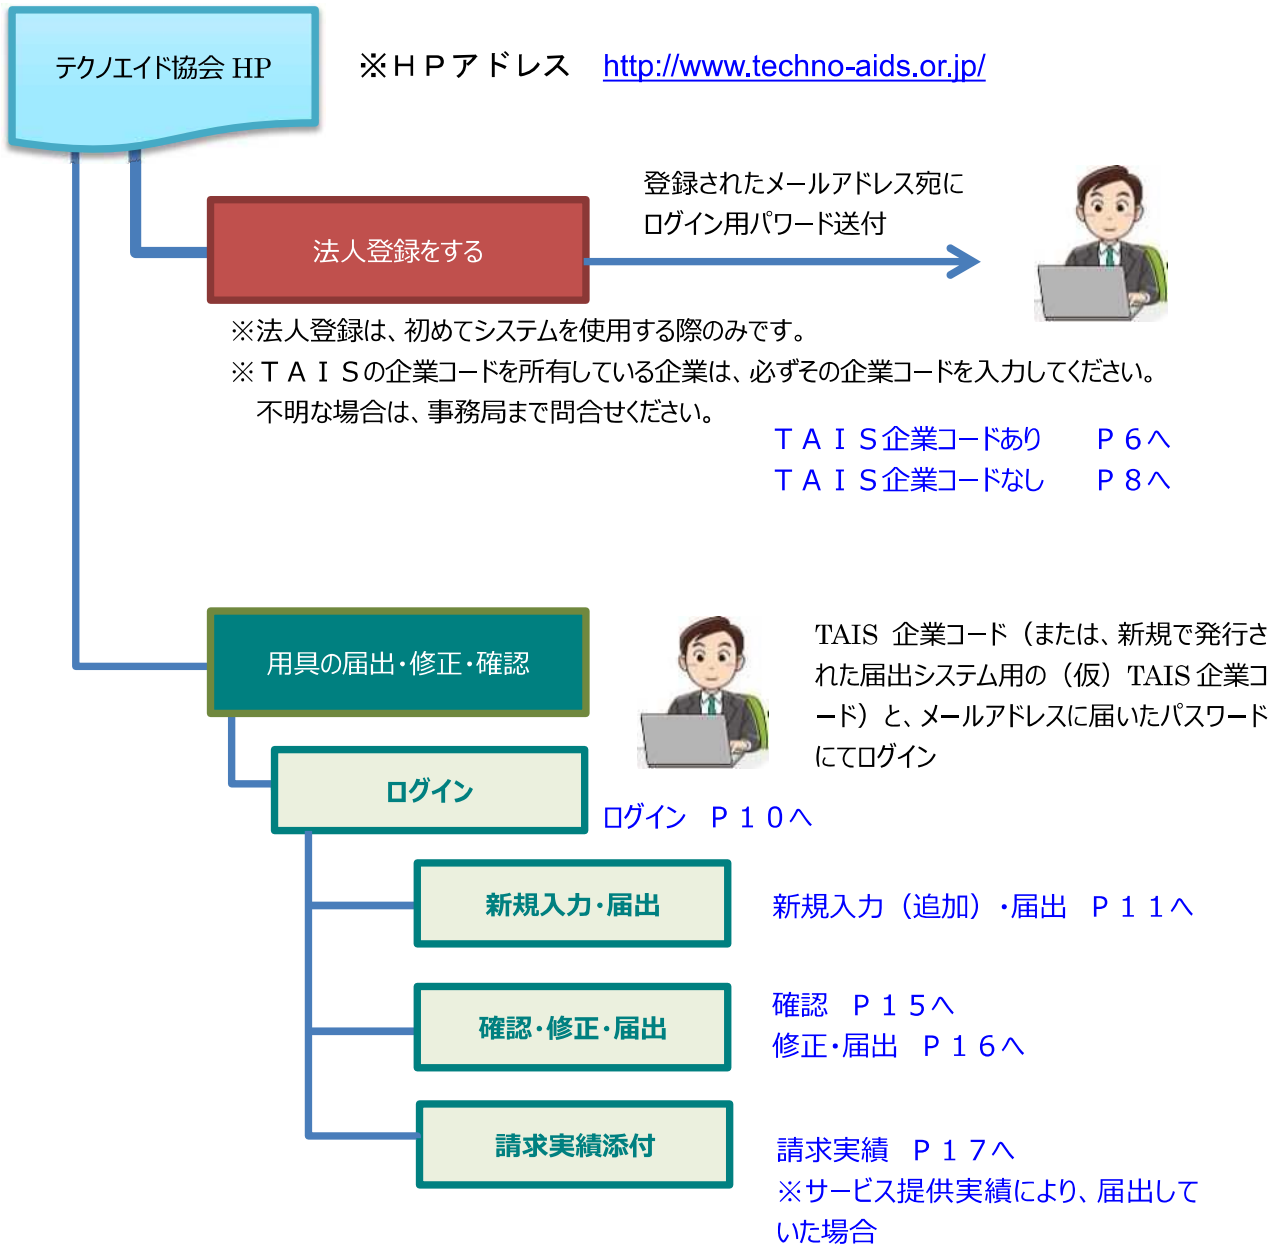 テクノエイド協会 HP
※ＨＰアドレス　http://www.techno-aids.or.jp/
登録されたメールアドレス宛に
ログイン用パワード送付
法人登録をする
※法人登録は、初めてシステムを使用する際のみです。
※ＴＡＩＳの企業コードを所有している企業は、必ずその企業コードを入力してください。
不明な場合は、事務局まで問合せください。
ＴＡＩＳ企業コードあり　　Ｐ６へ
ＴＡＩＳ企業コードなし　　Ｐ８へ
用具の届出・修正・確認
TAIS 企業コード（または、新規で発行さ
れた届出システム用の（仮）TAIS 企業コ
ード）と、メールアドレスに届いたパスワード
にてログイン
ログイン
ログイン　Ｐ１０へ
新規入力・届出
新規入力（追加）・届出　Ｐ１１へ
確認・修正・届出
確認　Ｐ１５へ
修正・届出　Ｐ１６へ
請求実績添付
請求実績　Ｐ１７へ
※サービス提供実績により、届出して
いた場合